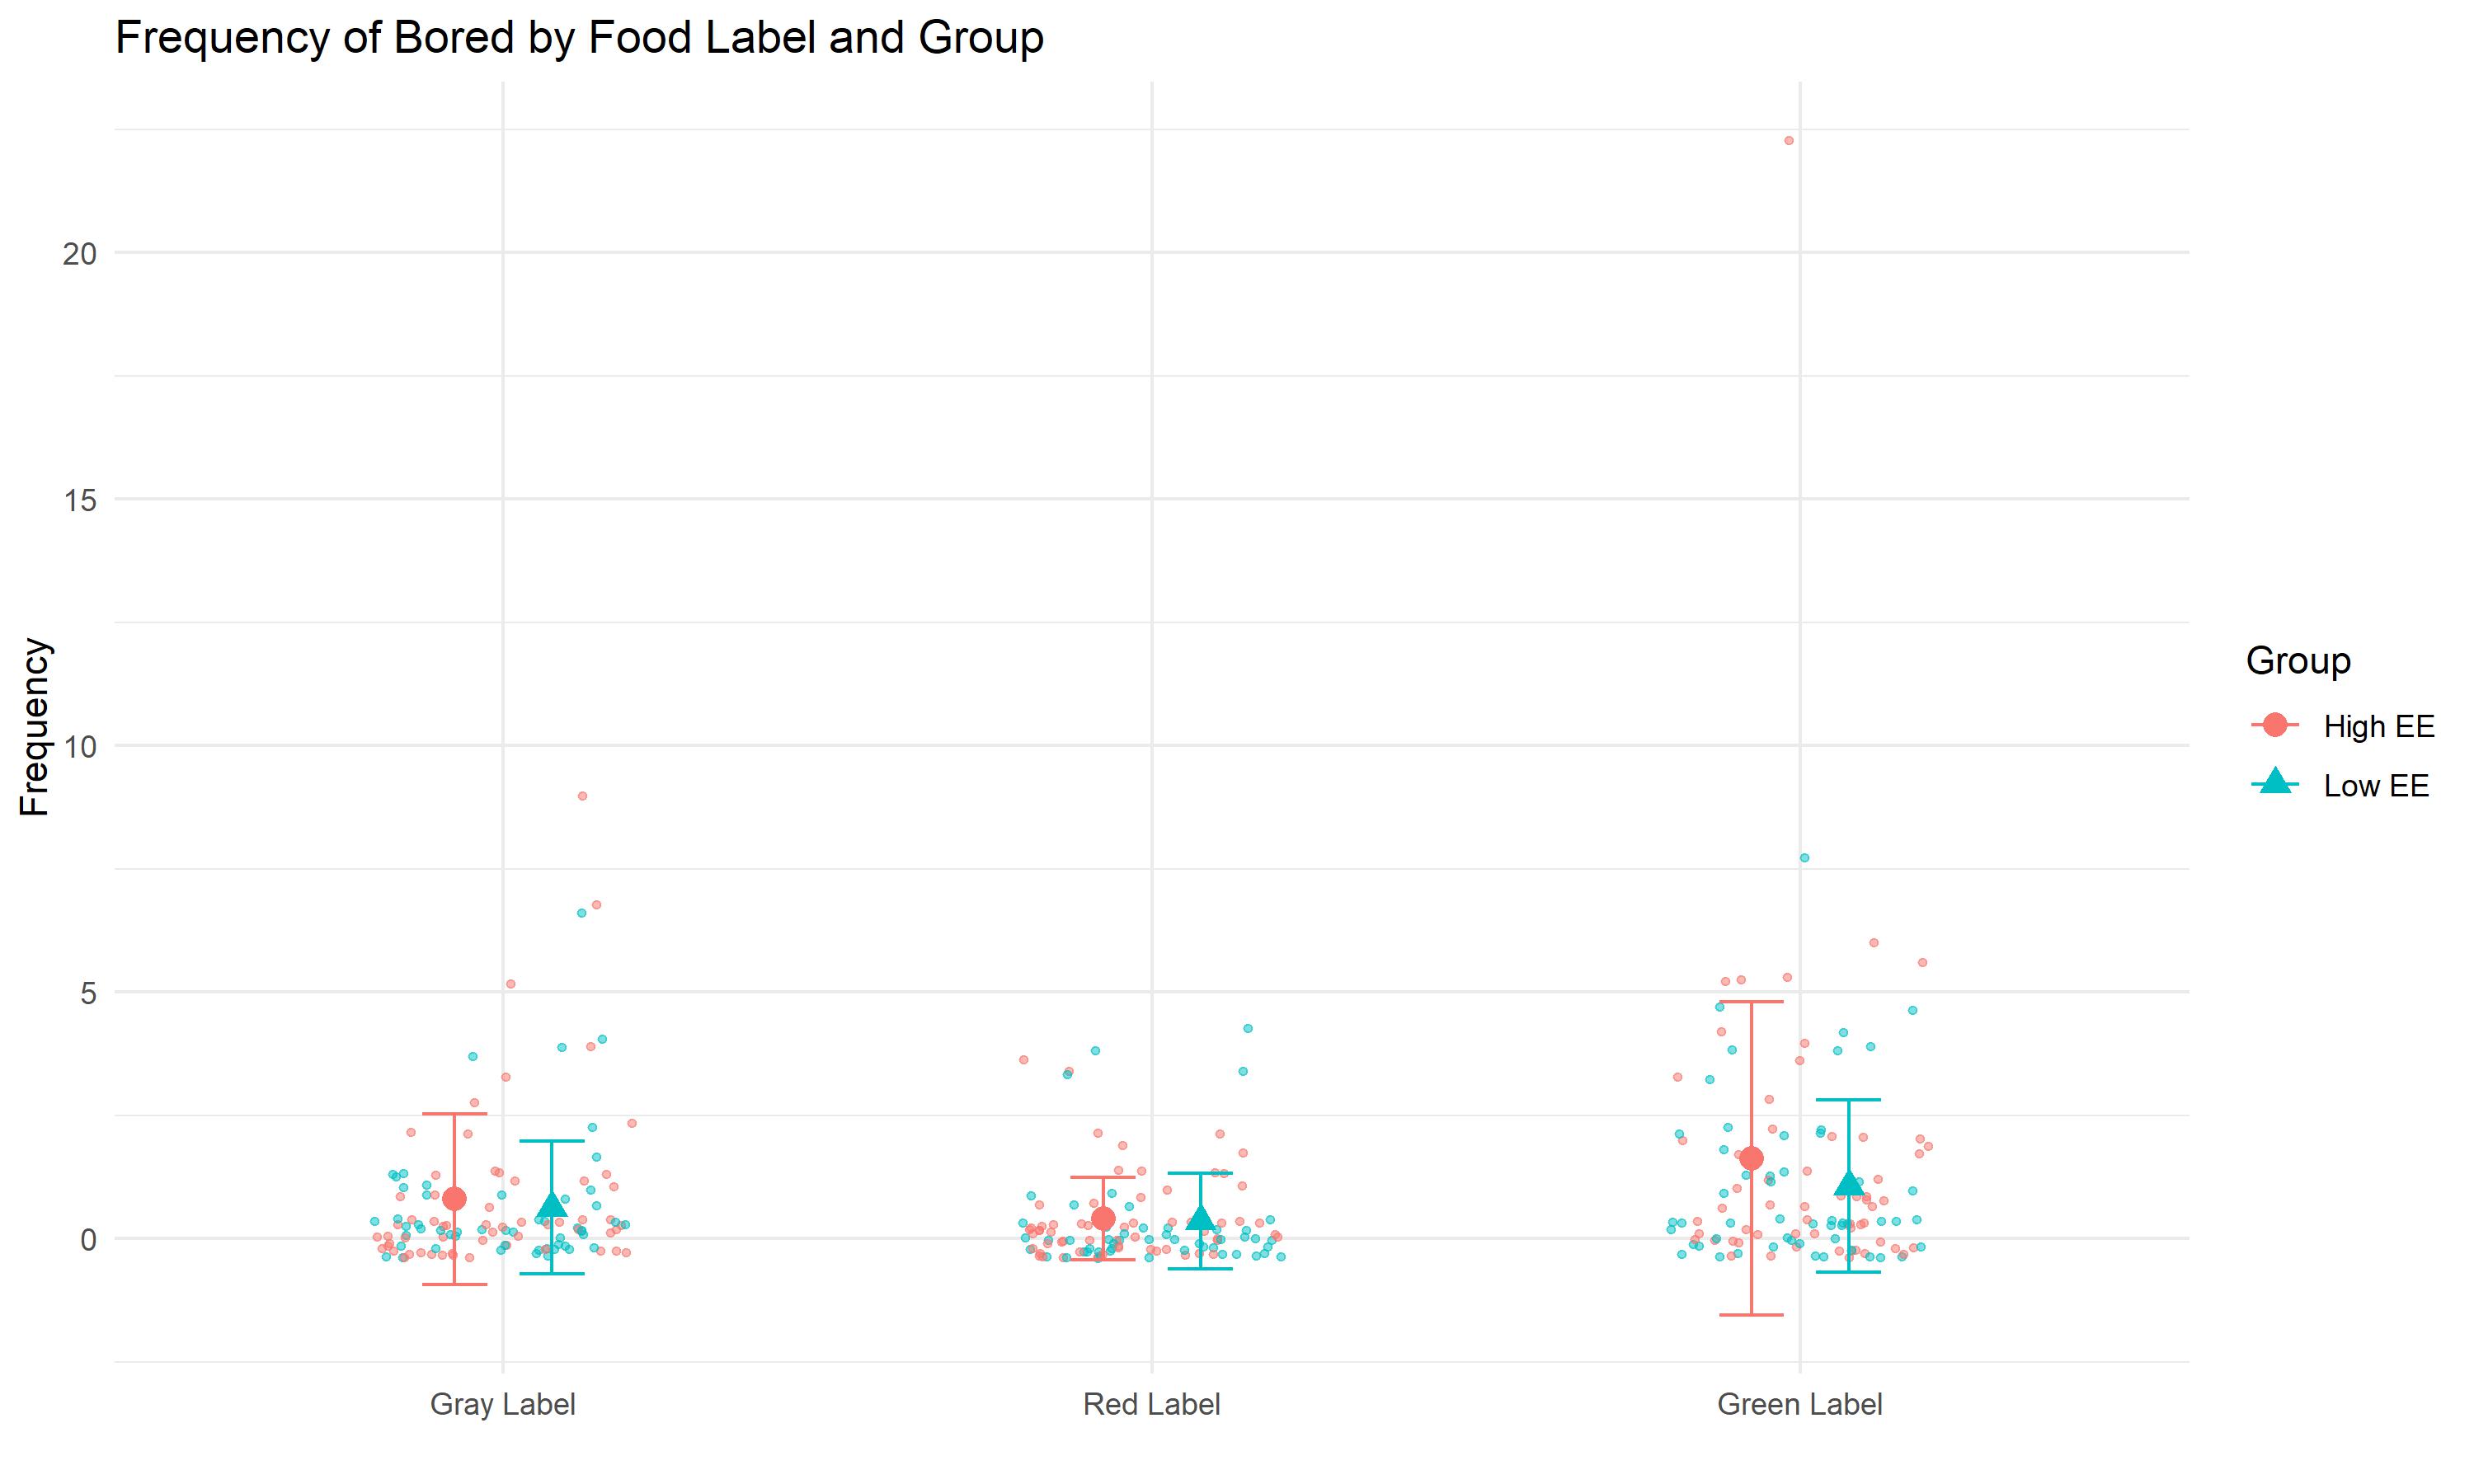 Frequency of Bored by Food Label and Group
Frequency
20
15
10
5
0
Gray Label
Red Label
Green Label
Group
High EE
Low EE